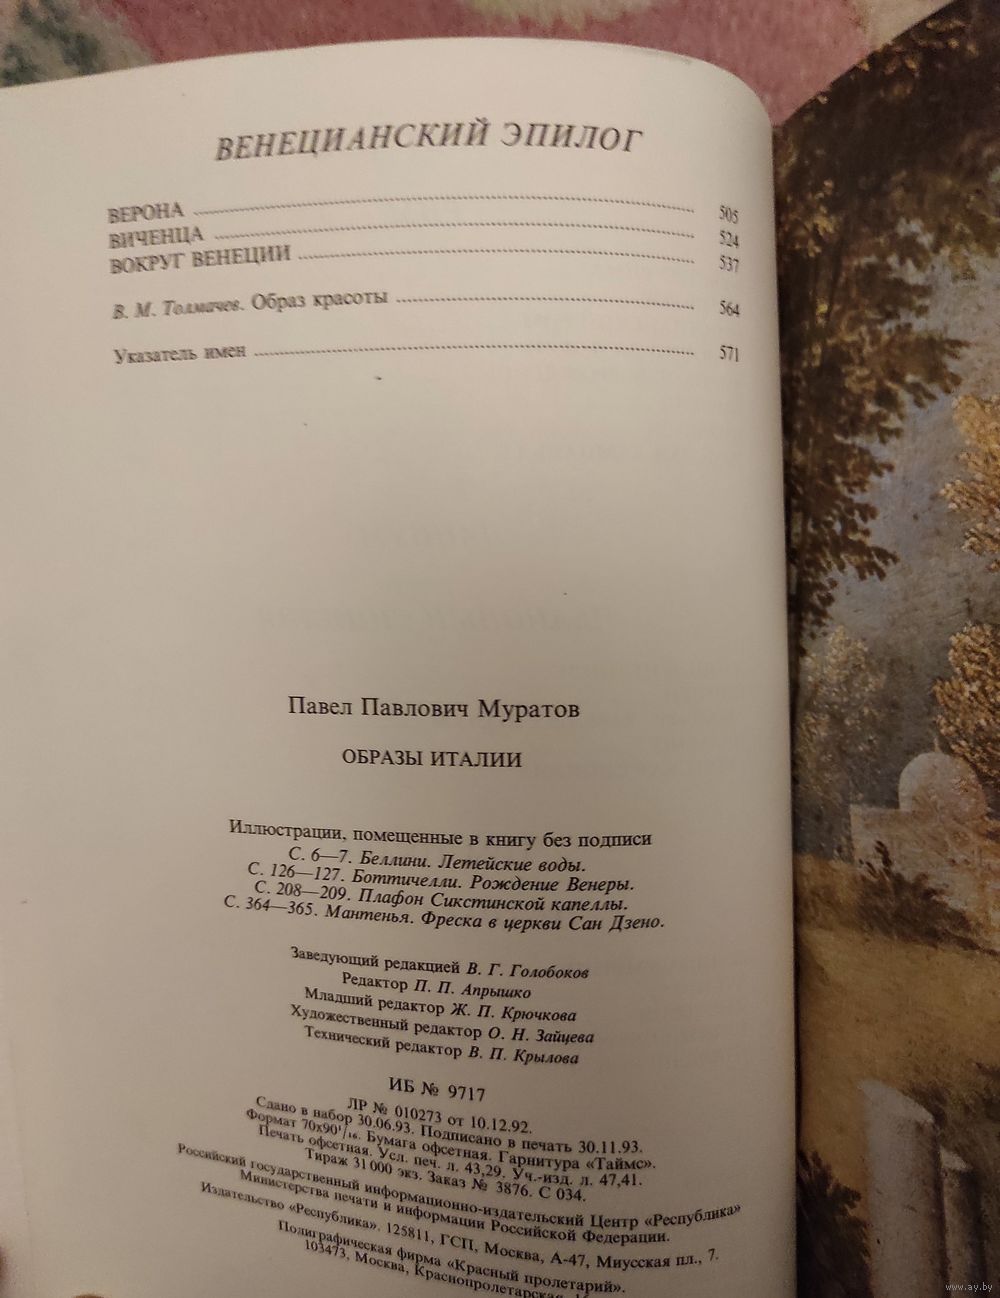 ВЕНЕЦИАНСКИЙ ЭПИЛОГ
ВЕРОНА 505
ВИЧЕНЦА 524
ВОКРУГ ВЕНЕЦИИ 537
В. М. Толмачев. Образ красоты 564
Указатель имен 571
Павел Павлович Муратов
ОБРАЗЫ ИТАЛИИ
Иллюстрации, помещенные в книгу без подписи
С. 6—7. Беллини. Летейские воды.
С. 126—127. Боттичелли. Рождение Венеры.
С. 208—209. Плафон Сикстинской капеллы.
С. 364—365. Мантенья. Фреска в церкви Сан Дзено.
Заведующий редакцией В. Г. Голобоков
Редактор П. П. Апрышко
Младший редактор Ж. П. Крючкова
Художественный редактор О. Н. Зайцева
Технический редактор В. П. Крылова
ИБ № 9717
ЛР № 010273 от 10.12.92.
Сдано в набор 30.06.93. Подписано в печать 30.11.93.
Формат 70х90¹/₁₆. Бумага офсетная. Гарнитура «Таймс».
Печать офсетная. Усл. печ. л. 43,29. Уч.-изд. л. 47,41.
Тираж 31 000 экз. Заказ № 3876. С 034.
Российский государственный информационно-издательский Центр «Республика»
Министерства печати и информации Российской Федерации.
Издательство «Республика». 125811, ГСП, Москва, А-47, Миусская пл., 7.
Полиграфическая фирма «Красный пролетарий».
103473, Москва, Краснопролетарская,
www.ay.by